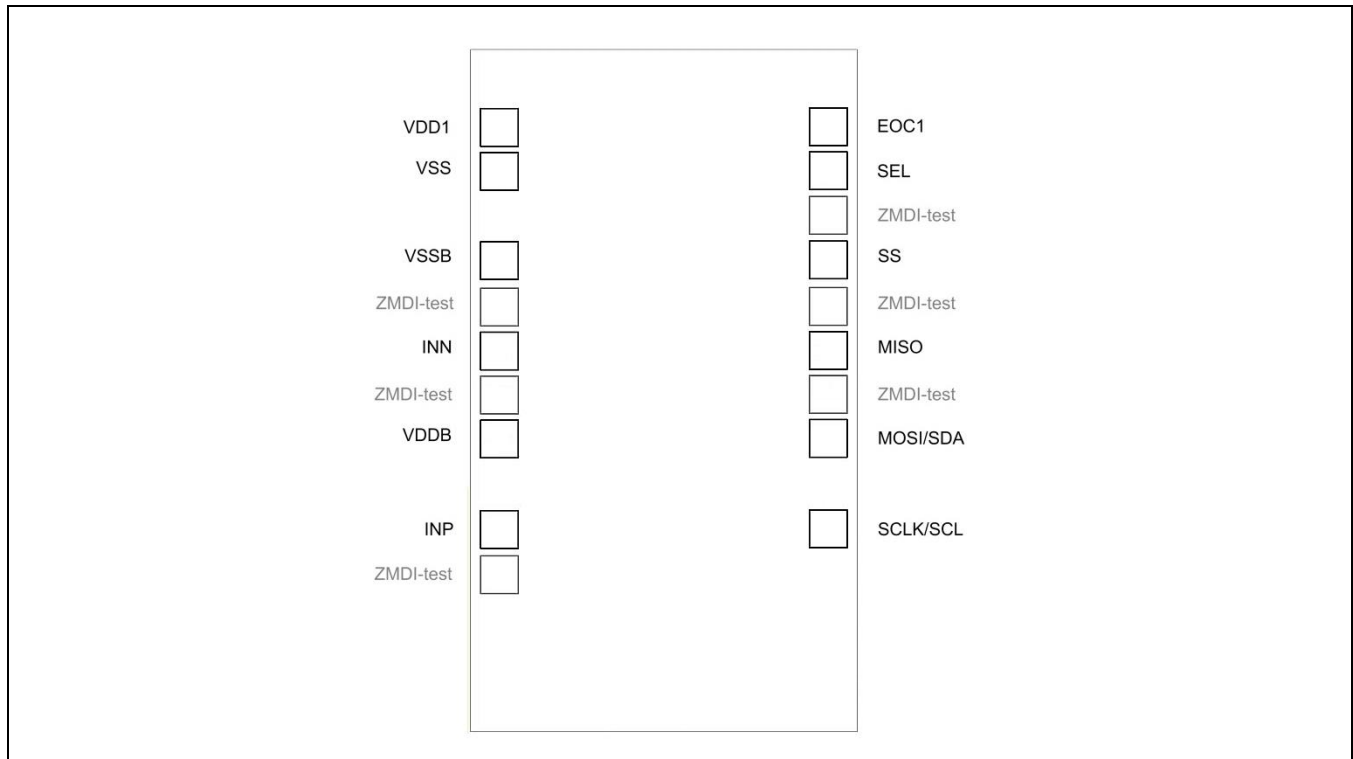 VDD1
VSS
VSSB
ZMDI-test
INN
ZMDI-test
VDDB
INP
ZMDI-test
EOC1
SEL
ZMDI-test
SS
ZMDI-test
MISO
ZMDI-test
MOSI/SDA
SCLK/SCL